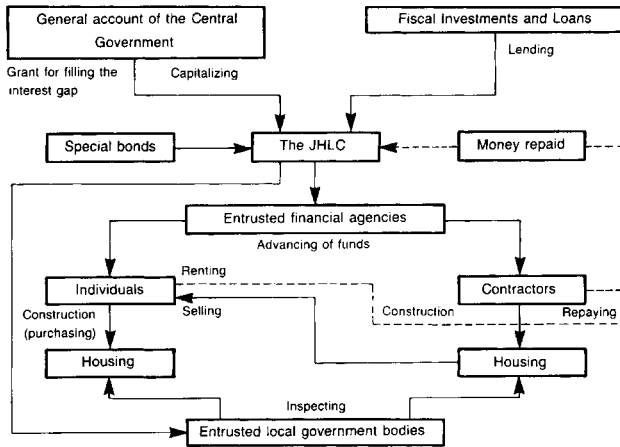 General account of the Central
Government
Fiscal Investments and Loans
Grant for filling the
interest gap
Capitalizing
Lending
Special bonds
The JHLC
Money repaid
Entrusted financial agencies
Advancing of funds
Renting
Individuals
Contractors
Construction
(purchasing)
Selling
Construction
Repaying
Housing
Housing
Inspecting
Entrusted local government bodies